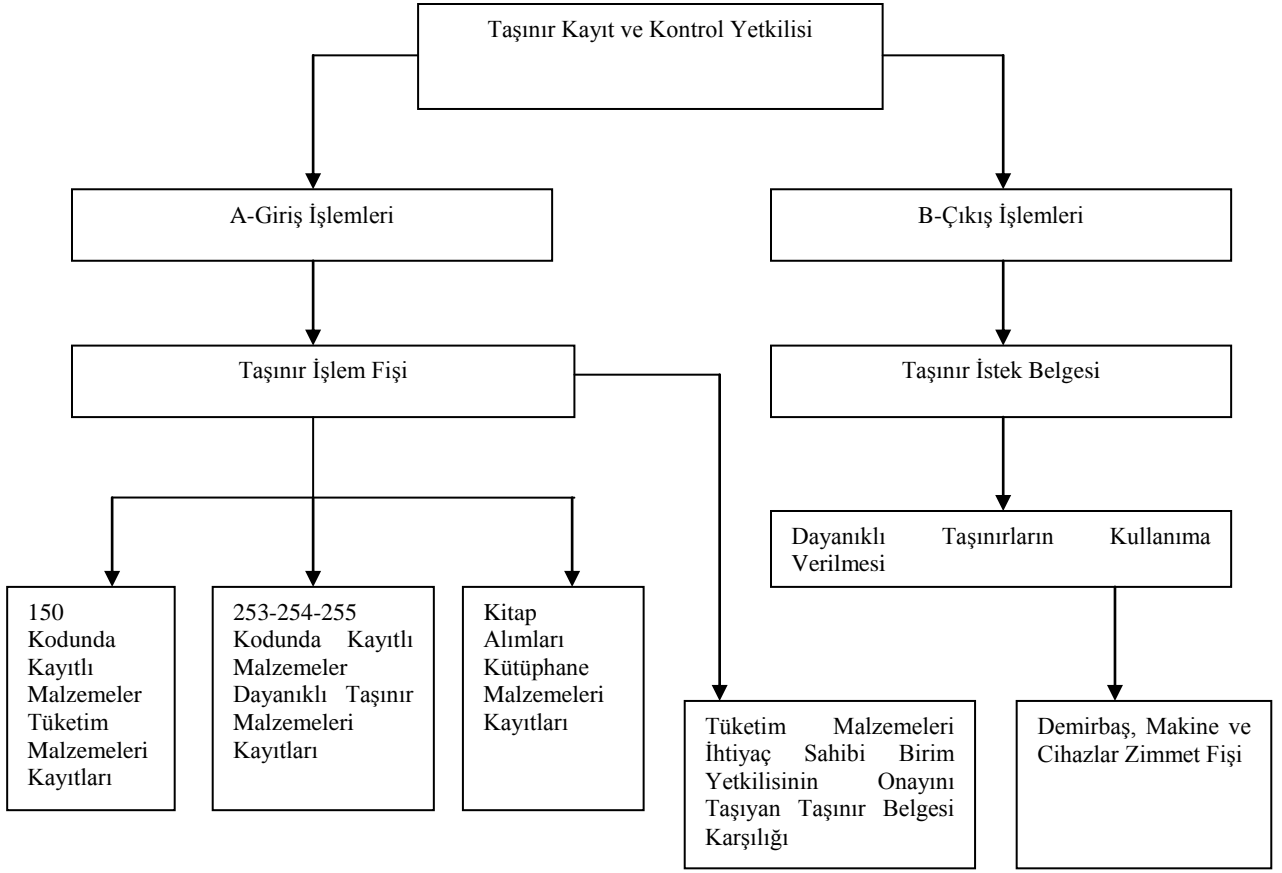 Taşınır Kayıt ve Kontrol Yetkilisi
A-Giriş İşlemleri
B-Çıkış İşlemleri
Taşınır İşlem Fişi
Taşınır İstek Belgesi
Dayanıklı Taşınırların Kullanıma
Verilmesi
150
Kodunda
Kayıtlı
Malzemeler
Tüketim
Malzemeleri
Kayıtları
253-254-255
Kodunda Kayıtlı
Malzemeler
Dayanıklı Taşınır
Malzemeleri
Kayıtları
Kitap
Alımları
Kütüphane
Malzemeleri
Kayıtları
Tüketim Malzemeleri
İhtiyaç Sahibi Birim
Yetkilisinin Onayını
Taşıyan Taşınır Belgesi
Karşılığı
Demirbaş, Makine ve
Cihazlar Zimmet Fişi